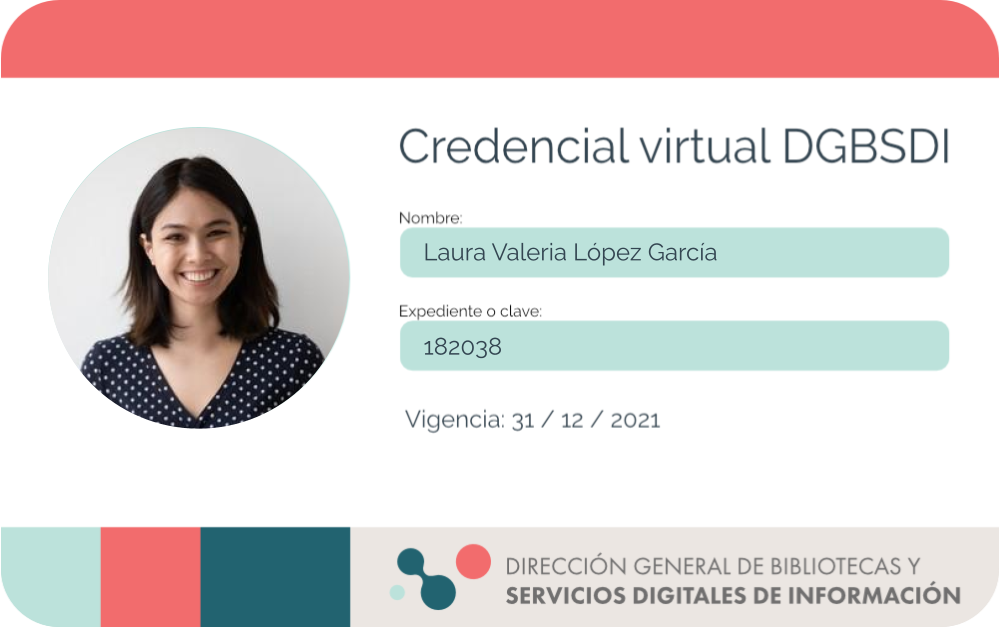 Credencial virtual DGBSDI
Nombre:
Laura Valeria López García
Expediente o clave:
182038
Vigencia: 31 / 12 / 2021
DIRECCIÓN GENERAL DE BIBLIOTECAS Y
SERVICIOS DIGITALES DE INFORMACIÓN